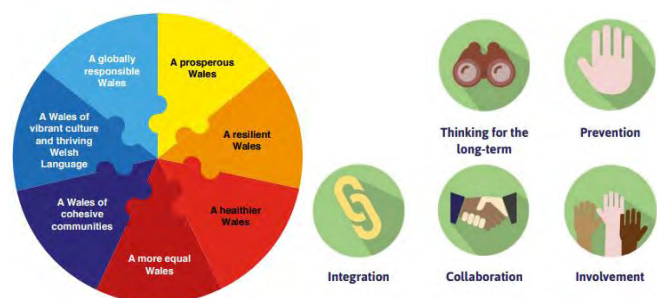 A globally
responsible
Wales
A prosperous
Wales
A Wales of
vibrant culture
and thriving
Welsh
Language
A resilient
Wales
A Wales of
cohesive
communities
A healthier
Wales
A more equal
Wales
Thinking for the
long-term
Prevention
Integration
Collaboration
Involvement